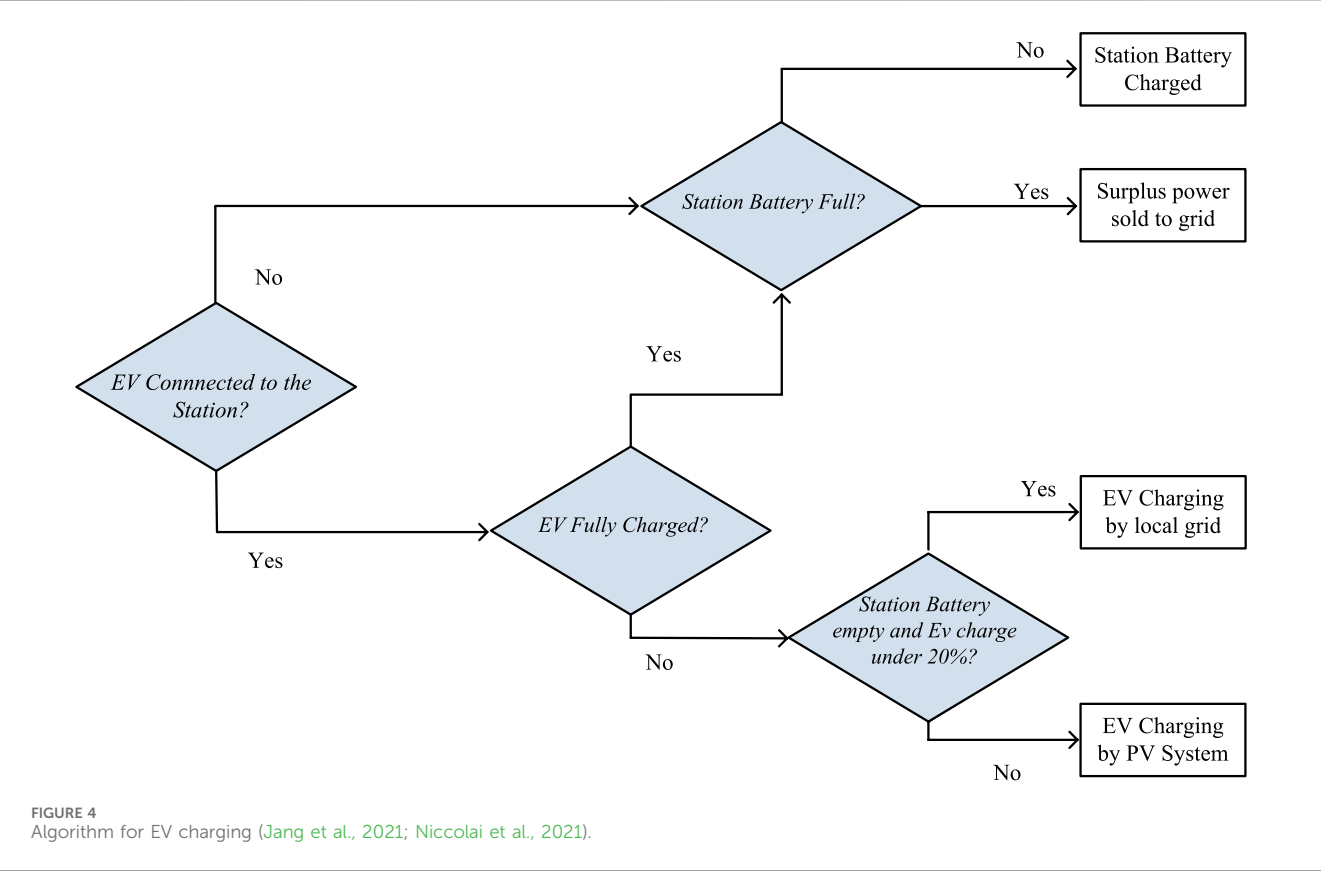 No
Station Battery
Charged
Station Battery Full?
Yes
Surplus power
sold to grid
No
Yes
EV Connnected to the
Station?
Yes
EV Charging
by local grid
EV Fully Charged?
Yes
Station Battery
empty and Ev charge
under 20%?
No
EV Charging
by PV System
No
FIGURE 4
Algorithm for EV charging (Jang et al., 2021; Niccolai et al., 2021).